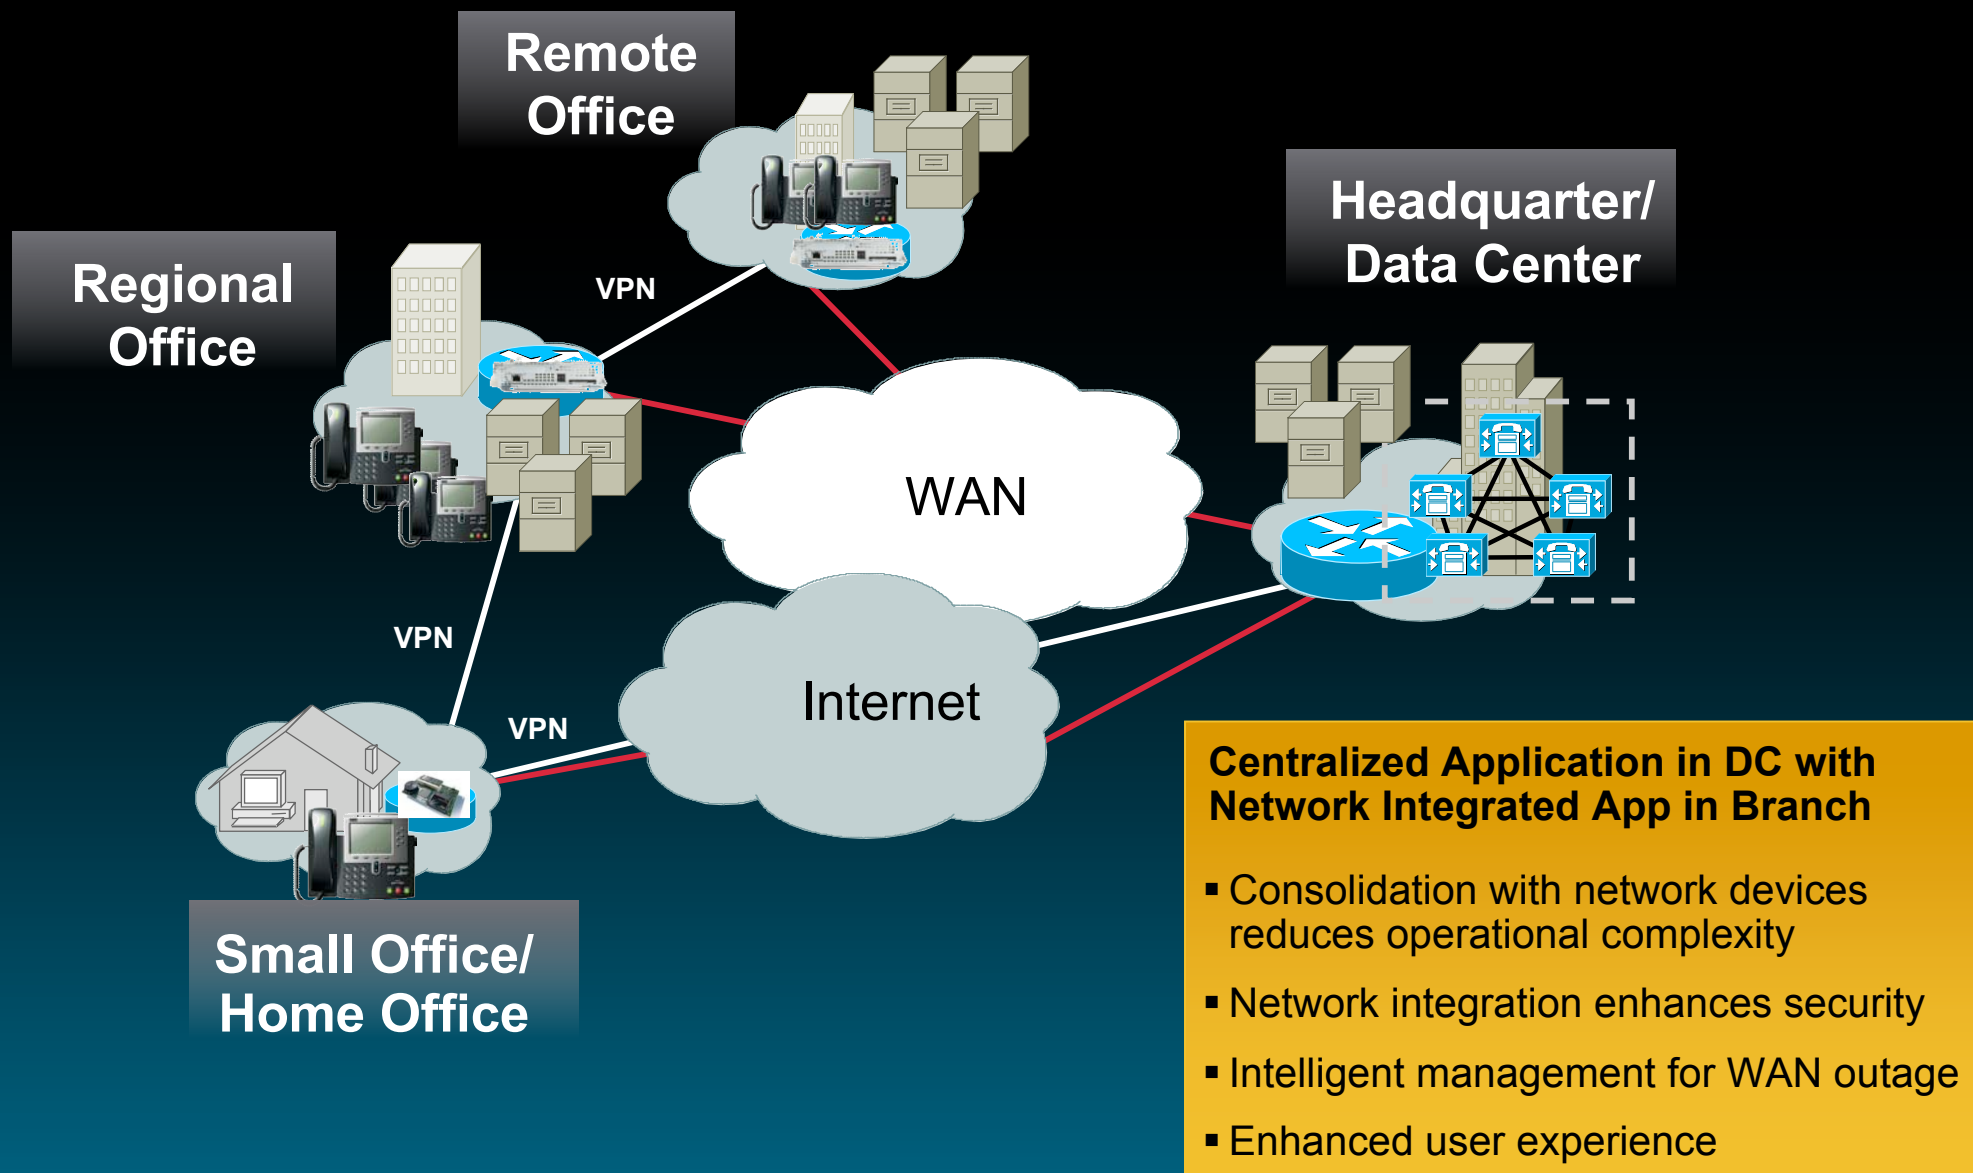 Remote
Office
Headquarter/
Data Center
Regional
Office
VPN
WAN
VPN
VPN
Internet
Small Office/
Home Office
Centralized Application in DC with
Network Integrated App in Branch
▪ Consolidation with network devices
reduces operational complexity
▪ Network integration enhances security
▪ Intelligent management for WAN outage
▪ Enhanced user experience